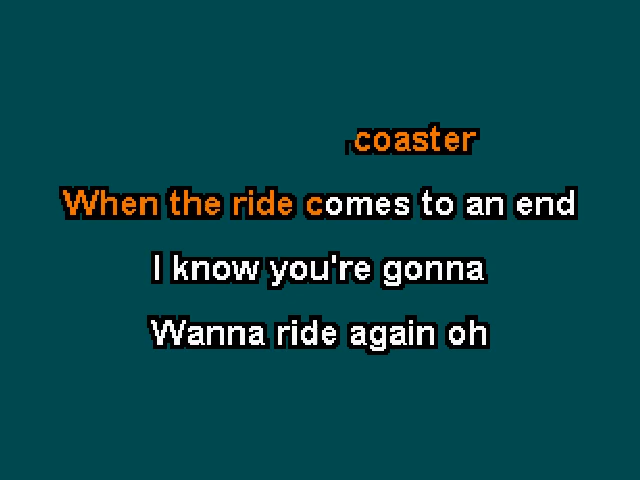 coaster
When the ride comes to an end
I know you're gonna
Wanna ride again oh